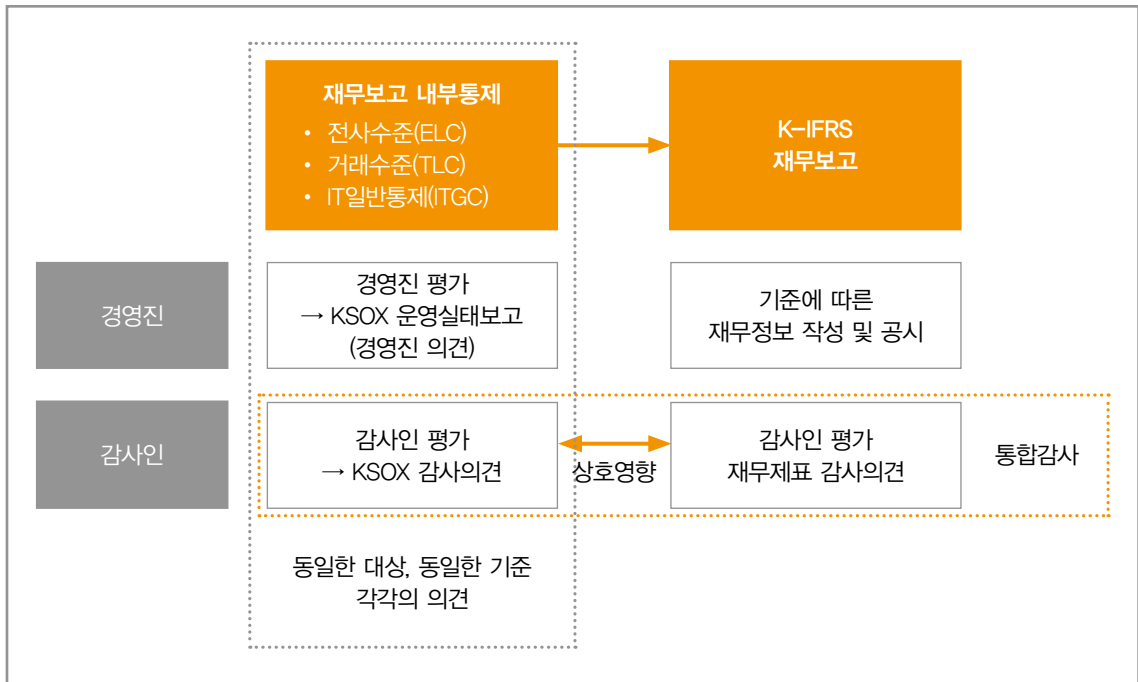 재무보고 내부통제
• 전사수준(ELC)
• 거래수준(TLC)
• IT일반통제(ITGC)
K-IFRS
재무보고
경영진
경영진 평가
→ KSOX 운영실태보고
(경영진 의견)
기준에 따른
재무정보 작성 및 공시
감사인
감사인 평가
→ KSOX 감사의견
상호영향
감사인 평가
재무제표 감사의견
통합감사
동일한 대상, 동일한 기준
각각의 의견